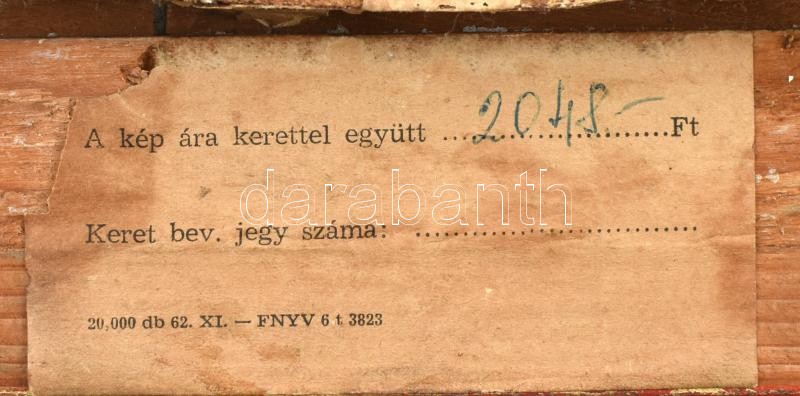 A kép ára kerettel együtt ..........2048.-..........Ft
darabanth
Keret bev. jegy száma: ..............................
20,000 db 62. XI. — FNYV 6 t 3823